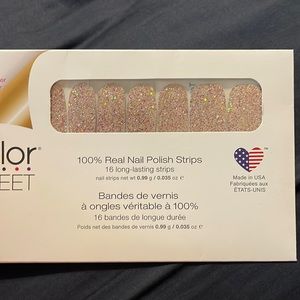 lor
EET
100% Real Nail Polish Strips
16 long-lasting strips
nail strips net wt 0.99 g / 0.035 oz ℮
Bandes de vernis
à ongles véritable à 100%
16 bandes de longue durée
Poids net des bandes de vernis 0.99 g / 0.035 oz ℮
Made in USA
Fabriquées aux
ÉTATS-UNIS